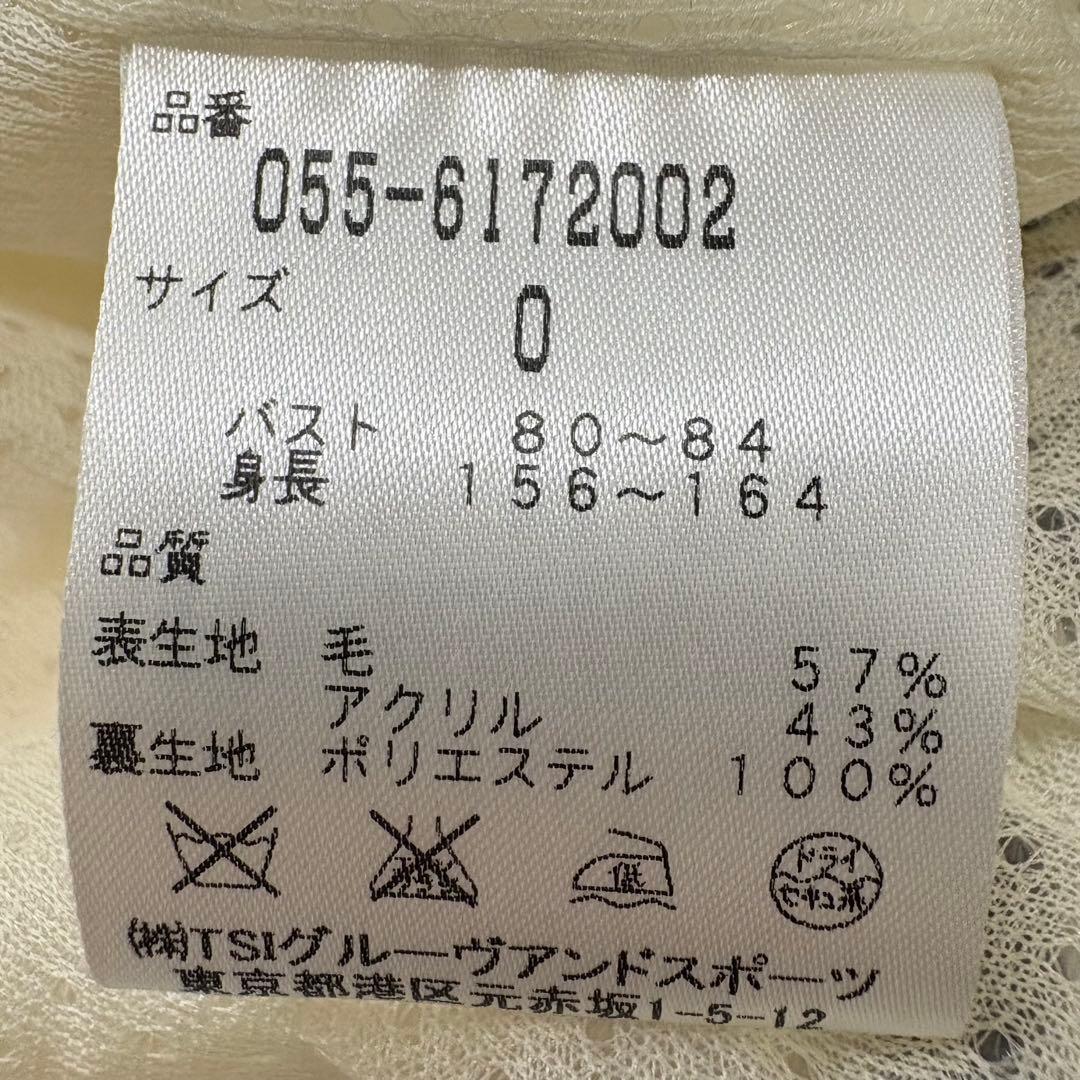 品番
055-6172002
サイズ
0
バスト 80～84
身長 156～164
品質
表生地 毛 57%
アクリル 43%
裏生地 ポリエステル 100%
低
ドライ
セキユ系
㈱TSIグルーヴアンドスポーツ
東京都港区元赤坂1-5-12